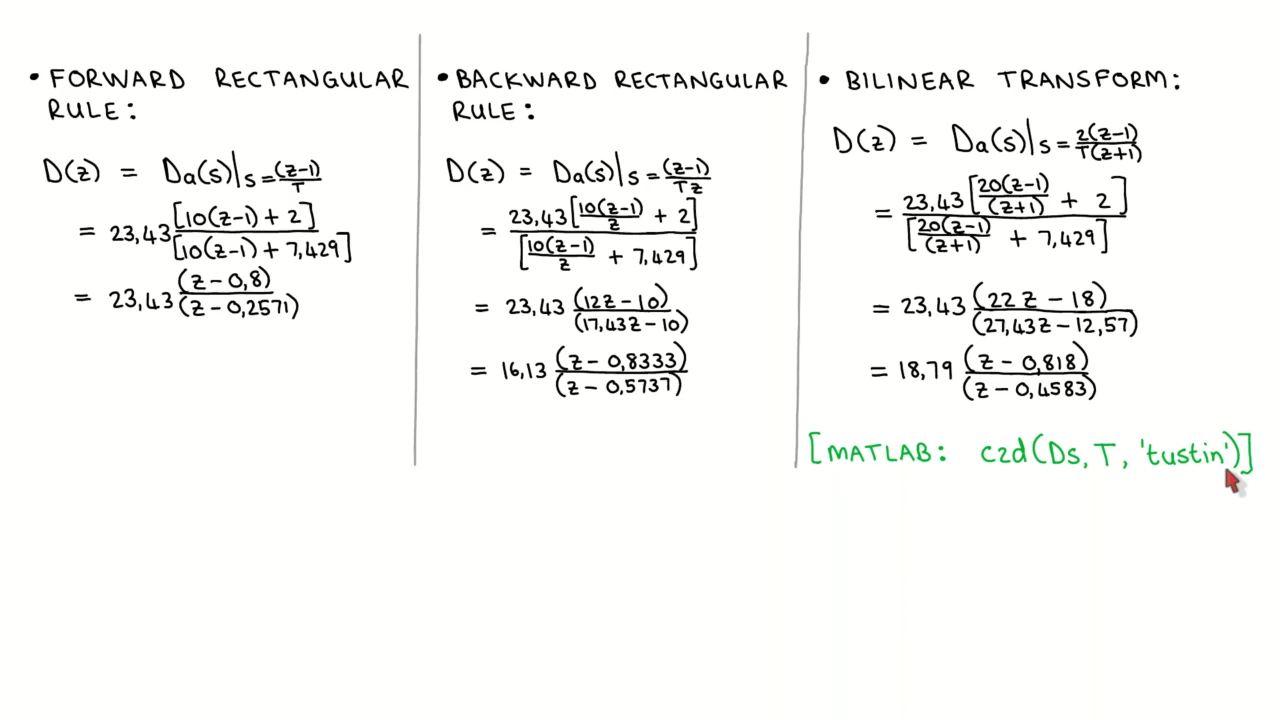 • FORWARD RECTANGULAR
RULE:
D(z) = Da(s)|s=(z-1)/T
= 23,43 [10(z-1) + 2] / [10(z-1) + 7,429]
= 23,43 (z - 0,8) / (z - 0,2571)
• BACKWARD RECTANGULAR
RULE:
D(z) = Da(s)|s=(z-1)/Tz
= 23,43[10(z-1)/z + 2] / [10(z-1)/z + 7,429]
= 23,43 (12z - 10) / (17,43z - 10)
= 16,13 (z - 0,8333) / (z - 0,5737)
• BILINEAR TRANSFORM:
D(z) = Da(s)|s=2(z-1)/T(z+1)
= 23,43[20(z-1)/(z+1) + 2] / [20(z-1)/(z+1) + 7,429]
= 23,43 (22z - 18) / (27,43z - 12,57)
= 18,79 (z - 0,818) / (z - 0,4583)
[MATLAB: c2d(Ds, T, 'tustin')]